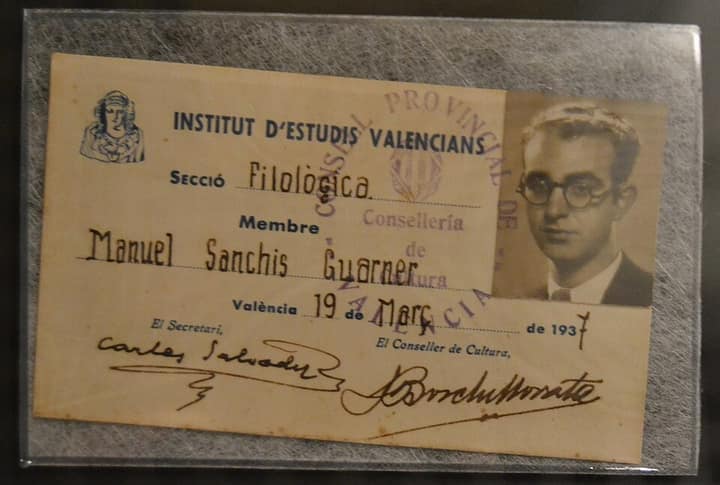 INSTITUT D'ESTUDIS VALENCIANS
SECCIÓ Filològica.
Membre
Manuel Sanchis Guarner
València 19 de Març de 1937
El Secretari,
El Conseller de Cultura,
Carles Salvador
CONSELL PROVINCIAL DE VALENCIA
Consellería
de
Cultura